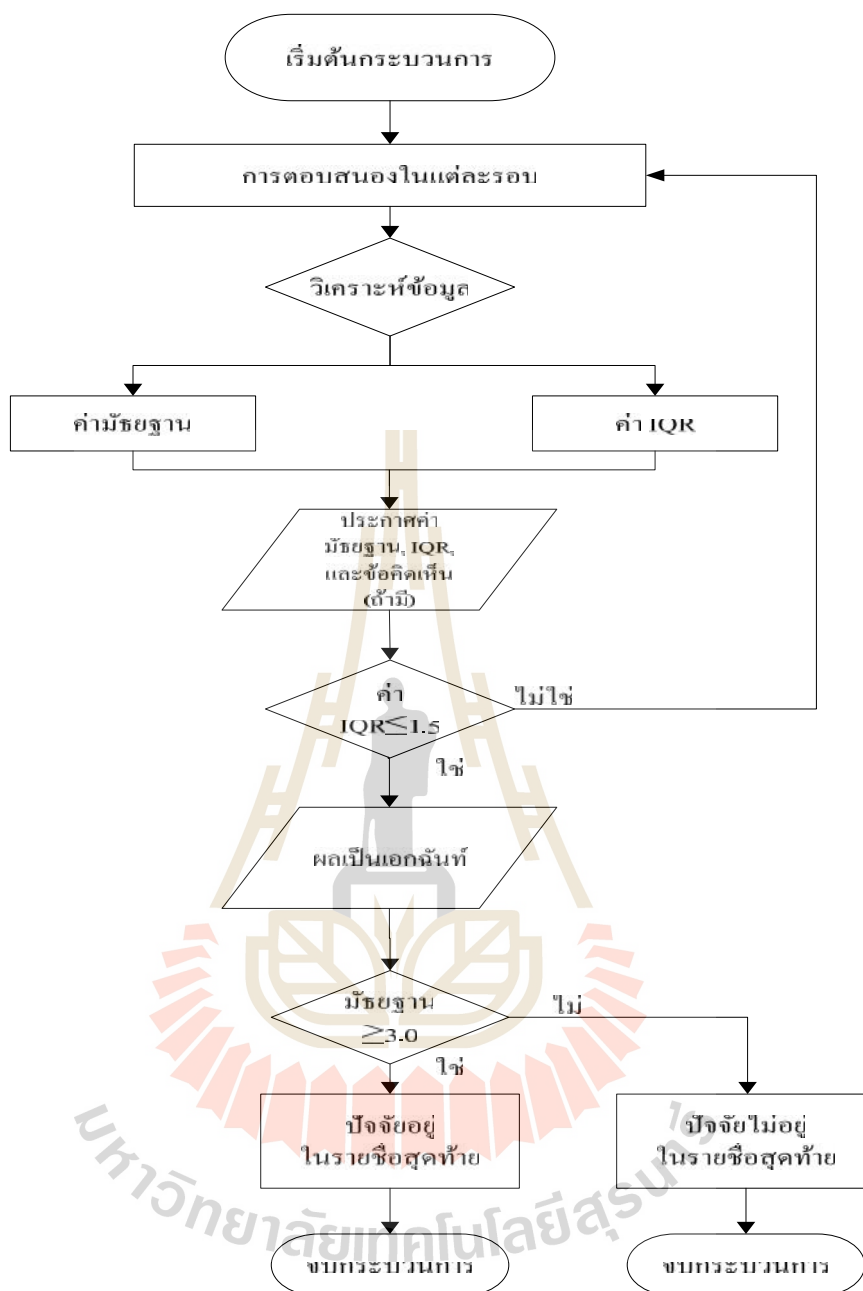 เริ่มต้นกระบวนการ
การตอบสนองในแต่ละรอบ
วิเคราะห์ข้อมูล
ค่ามัธยฐาน
ค่า IQR
ประกาศค่า
มัธยฐาน, IQR,
และข้อคิดเห็น
(ถ้ามี)
ค่า
IQR≤1.5
ไม่ใช่
ใช่
ผลเป็นเอกฉันท์
มัธยฐาน
≥3.0
ไม่
ใช่
ปัจจัยอยู่
ในรายชื่อสุดท้าย
ปัจจัยไม่อยู่
ในรายชื่อสุดท้าย
จบกระบวนการ
จบกระบวนการ
มหาวิทยาลัยเทคโนโลยีสุรนารี